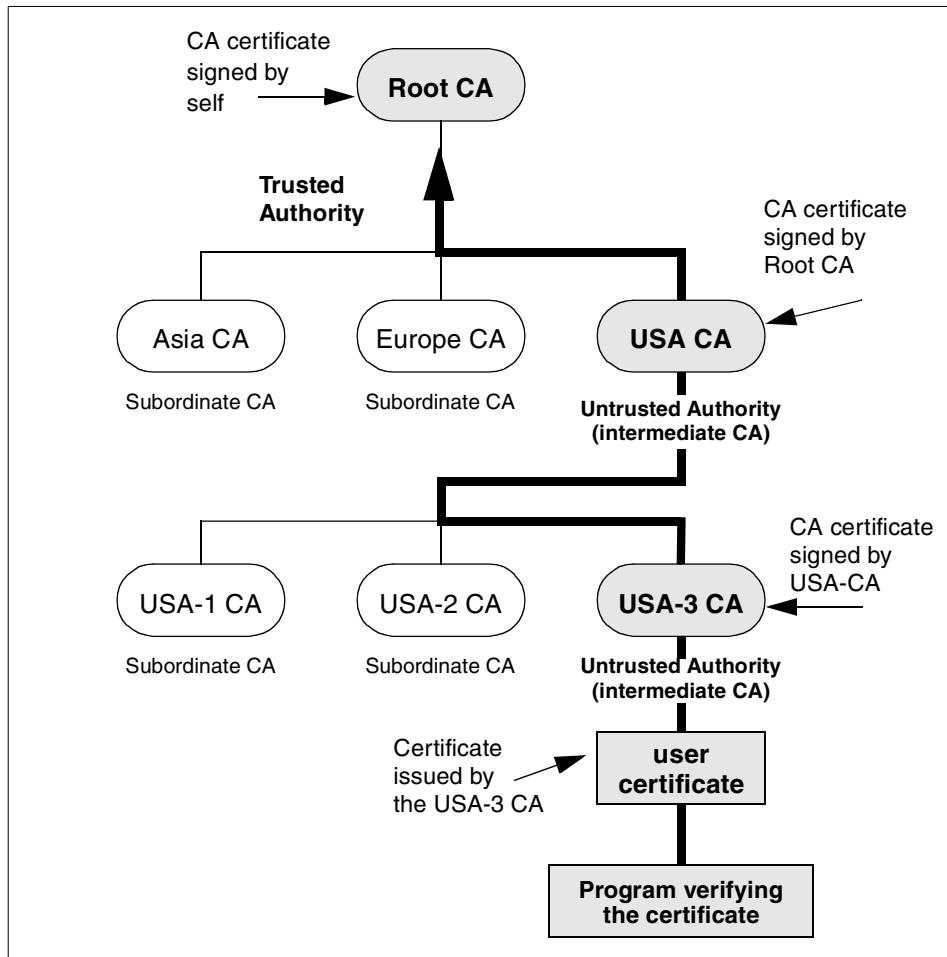 CA certificate
signed by
self
Root CA
Trusted
Authority
CA certificate
signed by
Root CA
Asia CA
Europe CA
USA CA
Subordinate CA
Subordinate CA
Untrusted Authority
(intermediate CA)
CA certificate
signed by
USA-CA
USA-1 CA
USA-2 CA
USA-3 CA
Subordinate CA
Subordinate CA
Untrusted Authority
(intermediate CA)
Certificate
issued by
the USA-3 CA
user
certificate
Program verifying
the certificate